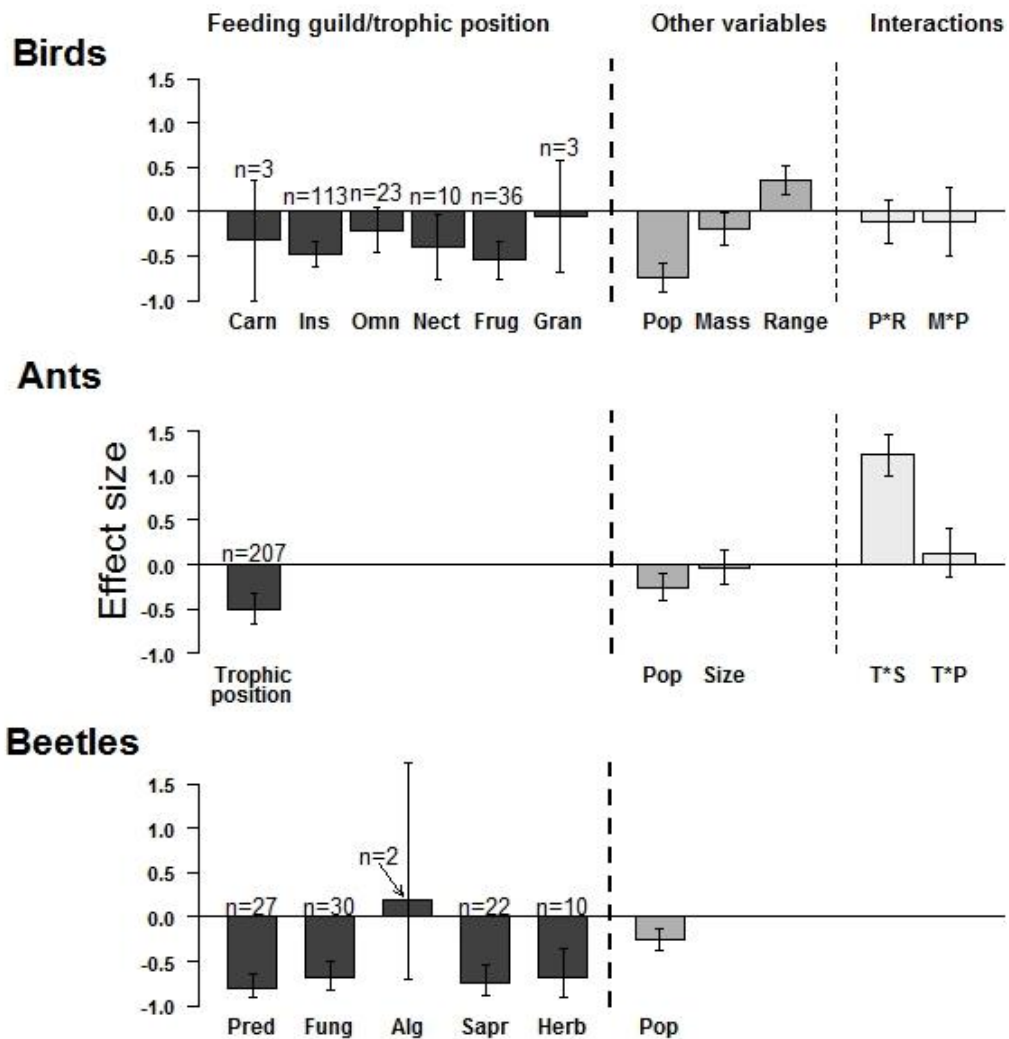 Feeding guild/trophic position Other variables Interactions
Birds
1.5
1.0
0.5
0.0
-0.5
-1.0
n=3 n=113 n=23 n=10 n=36 n=3
Carn Ins Omn Nect Frug Gran Pop Mass Range P*R M*P
Ants
Effect size
1.5
1.0
0.5
0.0
-0.5
-1.0
n=207
Trophic
position
Pop Size T*S T*P
Beetles
1.5
1.0
0.5
0.0
-0.5
-1.0
n=27 n=30 n=2 n=22 n=10
Pred Fung Alg Sapr Herb Pop